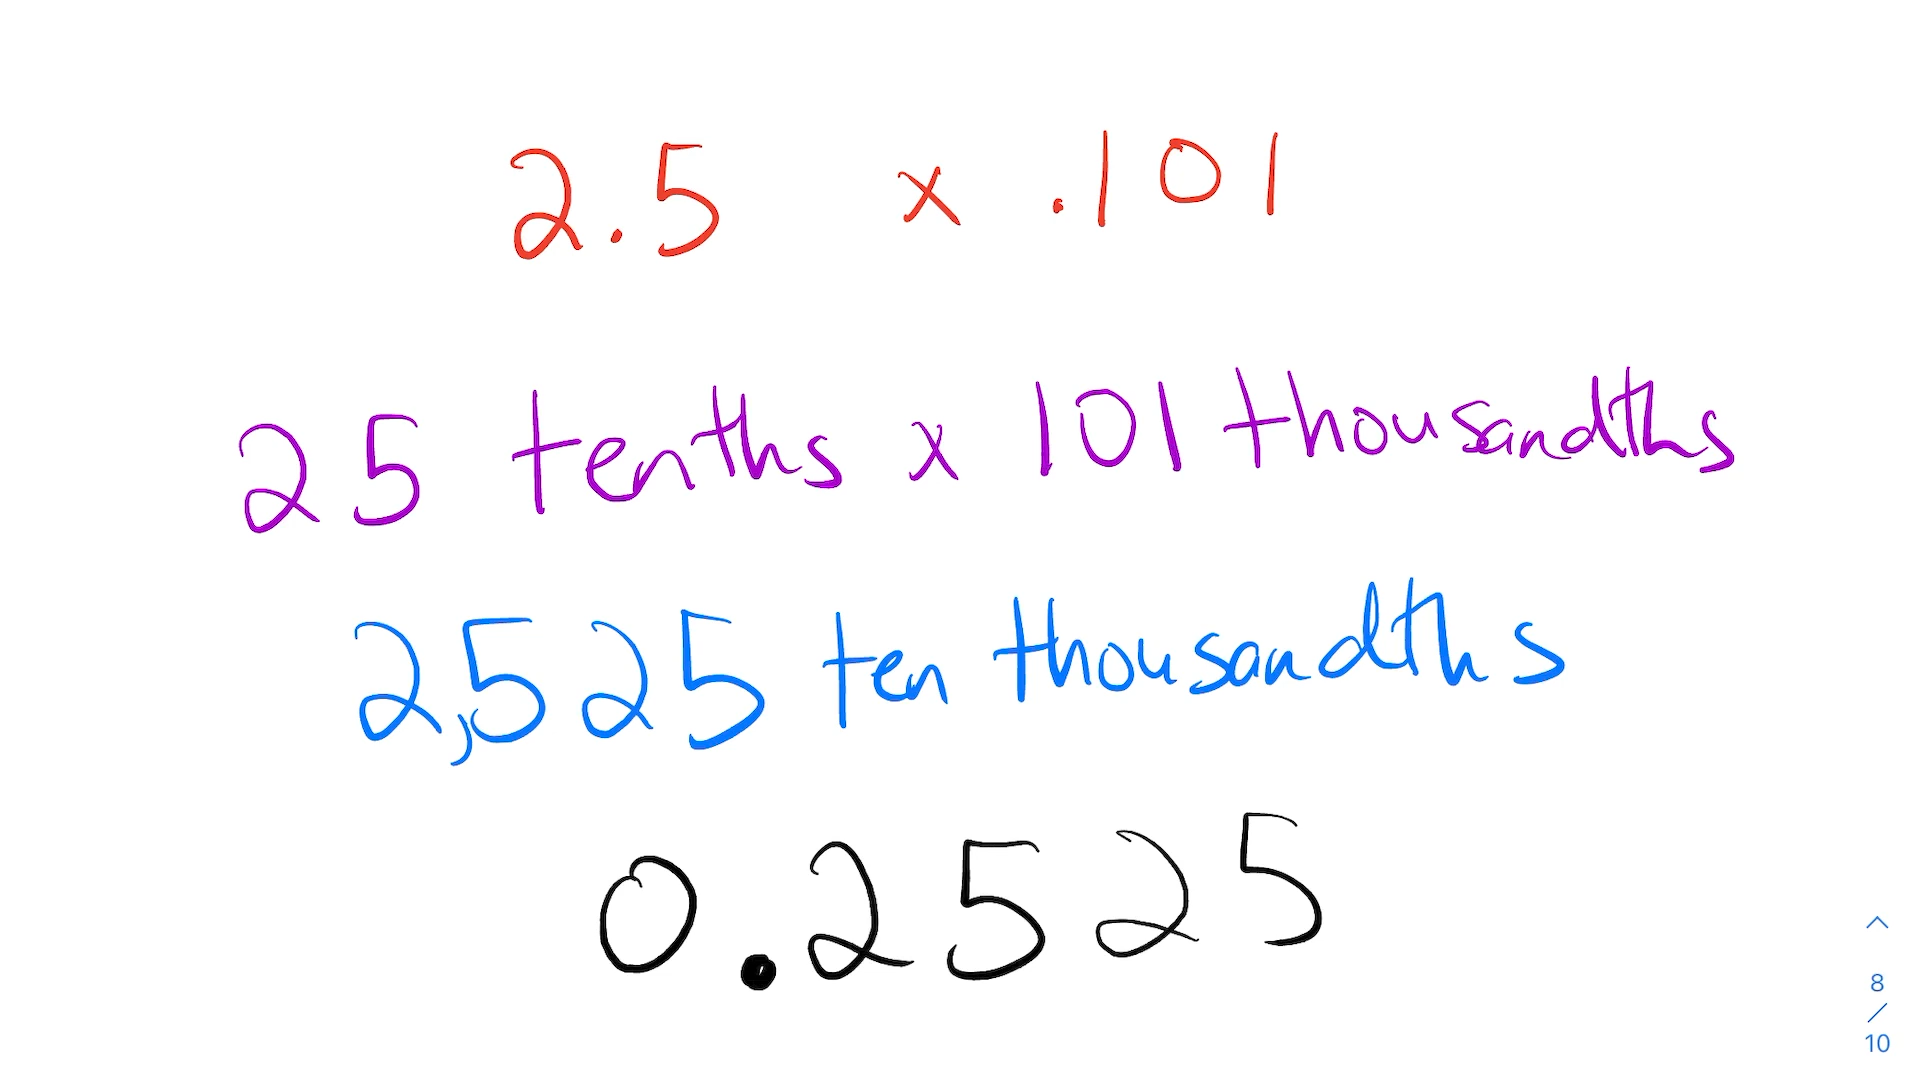 2.5 x .101
25 tenths x 101 thousandths
2,525 ten thousandths
0.2525
8
/
10